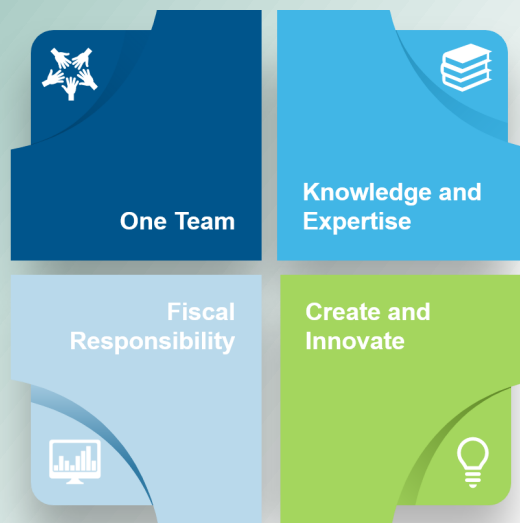 One Team
Knowledge and
Expertise
Fiscal
Responsibility
Create and
Innovate